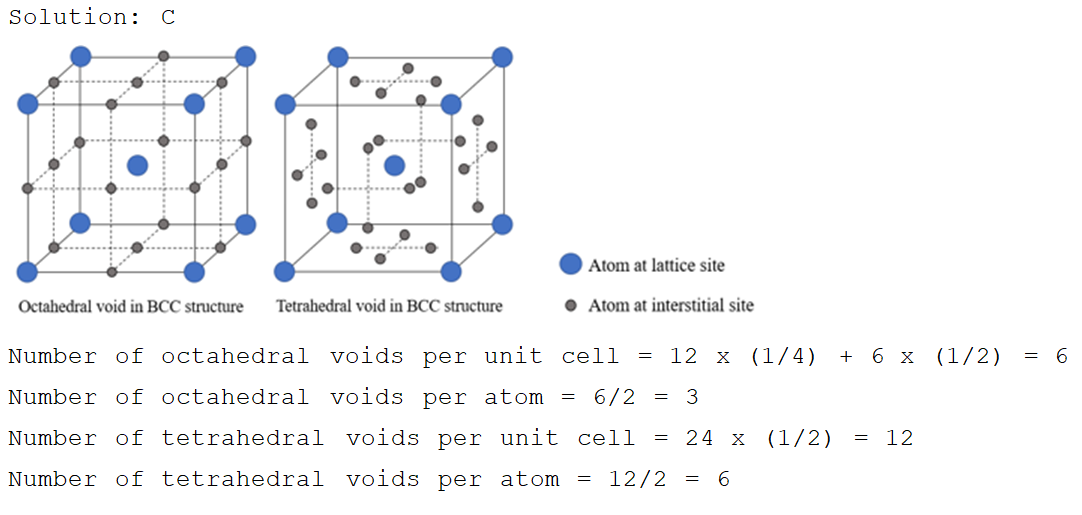 Solution: C
Atom at lattice site
Octahedral void in BCC structure
Tetrahedral void in BCC structure
Atom at interstitial site
Number of octahedral voids per unit cell = 12 x (1/4) + 6 x (1/2) = 6
Number of octahedral voids per atom = 6/2 = 3
Number of tetrahedral voids per unit cell = 24 x (1/2) = 12
Number of tetrahedral voids per atom = 12/2 = 6